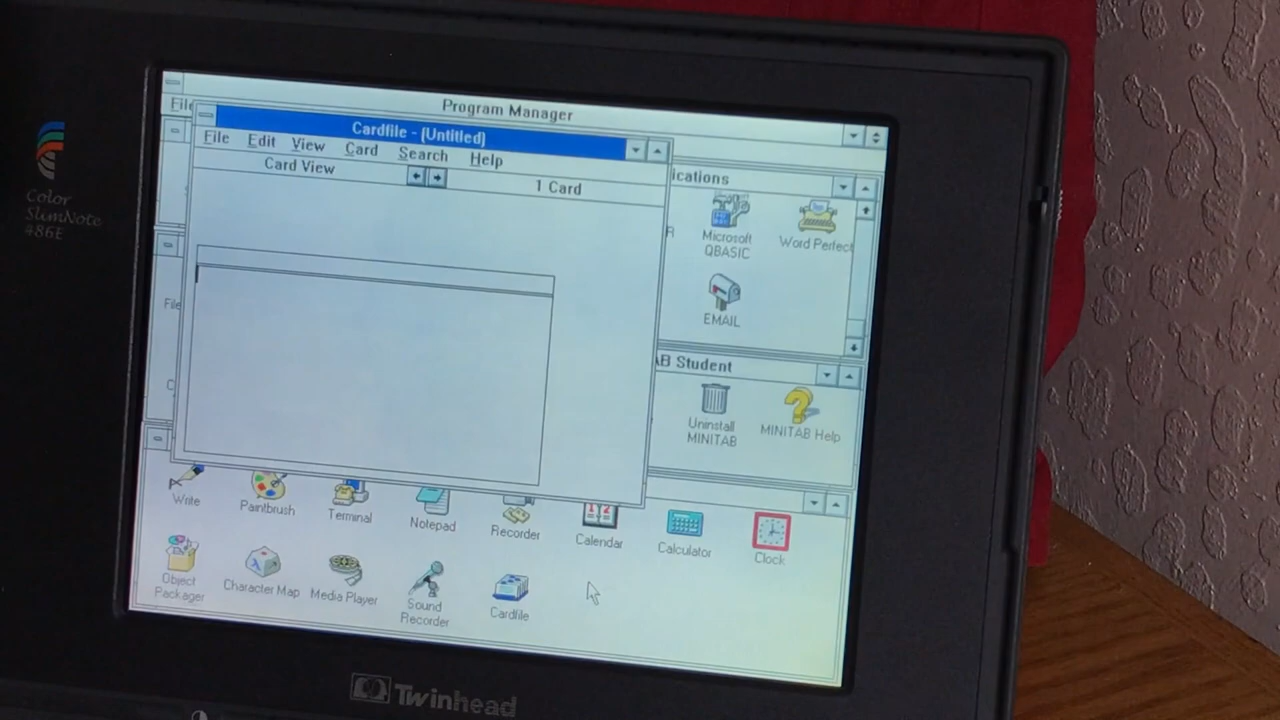 Color
SlimNote
486E
Program Manager
Cardfile - [Untitled]
File Edit View Card Search Help
Card View
1 Card
ications
Microsoft
QBASIC
Word Perfect
EMAIL
AB Student
Uninstall
MINITAB
MINITAB Help
Write
Paintbrush
Terminal
Notepad
Recorder
Calendar
Calculator
Clock
Object
Packager
Character Map
Media Player
Sound
Recorder
Cardfile
Twinhead